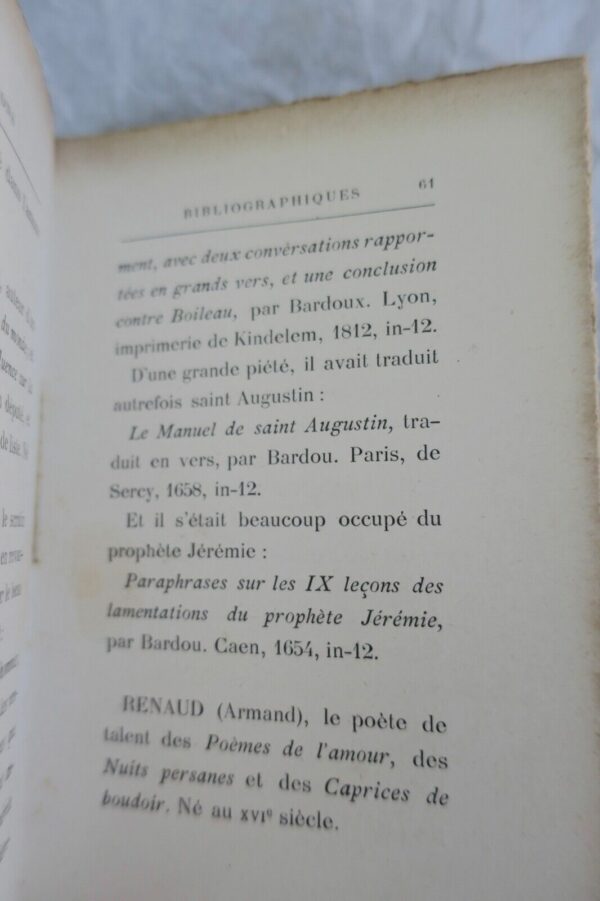 BIBLIOGRAPHIQUES 61
ment, avec deux convèrsations rappor-
tées en grands vers, et une conclusion
contre Boileau, par Bardoux. Lyon,
imprimerie de Kindelem, 1812, in-12.
D'une grande piété, il avait traduit
autrefois saint Augustin :
Le Manuel de saint Augustin, tra-
duit en vers, par Bardou. Paris, de
Sercy, 1658, in-12.
Et il s'était beaucoup occupé du
prophète Jérémie :
Paraphrases sur les IX leçons des
lamentations du prophète Jérémie,
par Bardou. Caen, 1654, in-12.
RENAUD (Armand), le poète de
talent des Poèmes de l'amour, des
Nuits persanes et des Caprices de
boudoir. Né au XVIe siècle.